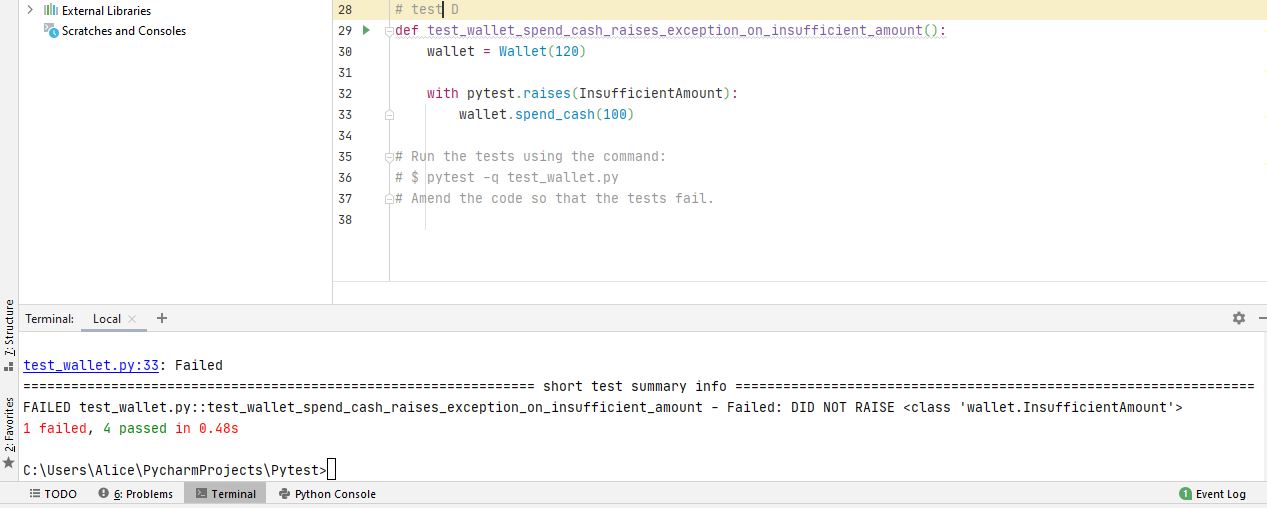 External Libraries
Scratches and Consoles
28 # test D
29 def test_wallet_spend_cash_raises_exception_on_insufficient_amount():
30 wallet = Wallet(120)
31
32 with pytest.raises(InsufficientAmount):
33 wallet.spend_cash(100)
34
35 # Run the tests using the command:
36 # $ pytest -q test_wallet.py
37 # Amend the code so that the tests fail.
38
7: Structure
2: Favorites
Terminal: Local
test_wallet.py:33: Failed
================================================================ short test summary info =================================================================
FAILED test_wallet.py::test_wallet_spend_cash_raises_exception_on_insufficient_amount - Failed: DID NOT RAISE <class 'wallet.InsufficientAmount'>
1 failed, 4 passed in 0.48s
C:\Users\Alice\PycharmProjects\Pytest>
TODO 6: Problems Terminal Python Console 1 Event Log